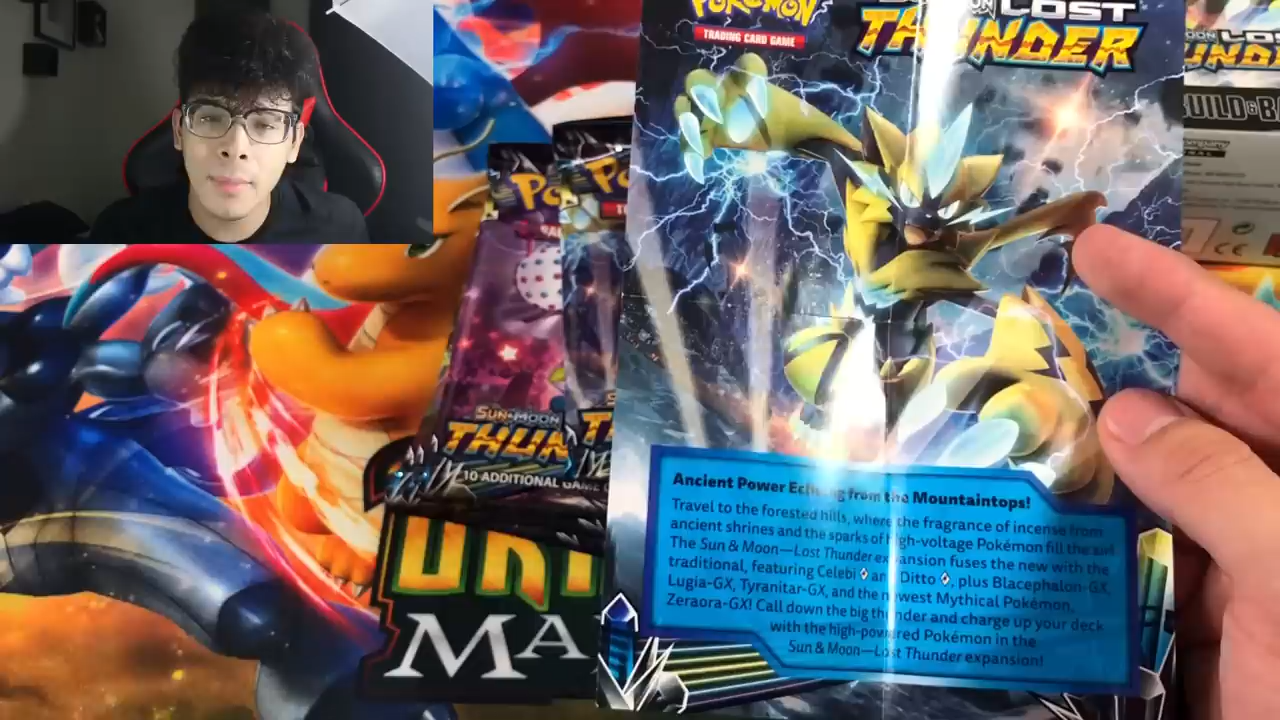 POKÉMON
TRADING CARD GAME
LOST
THUNDER
LOST
BUILD&B
Company
CE
Po
SUN & MOON
THUN
10 ADDITIONAL GAME
UNI
MA
Ancient Power Echoing from the Mountaintops!
Travel to the forested hills, where the fragrance of incense from
ancient shrines and the sparks of high-voltage Pokémon fill the air!
The Sun & Moon—Lost Thunder expansion fuses the new with the
traditional, featuring Celebi ◇ and Ditto ◇, plus Blacephalon-GX,
Lugia-GX, Tyranitar-GX, and the newest Mythical Pokémon,
Zeraora-GX! Call down the big thunder and charge up your deck
with the high-powered Pokémon in the
Sun & Moon—Lost Thunder expansion!